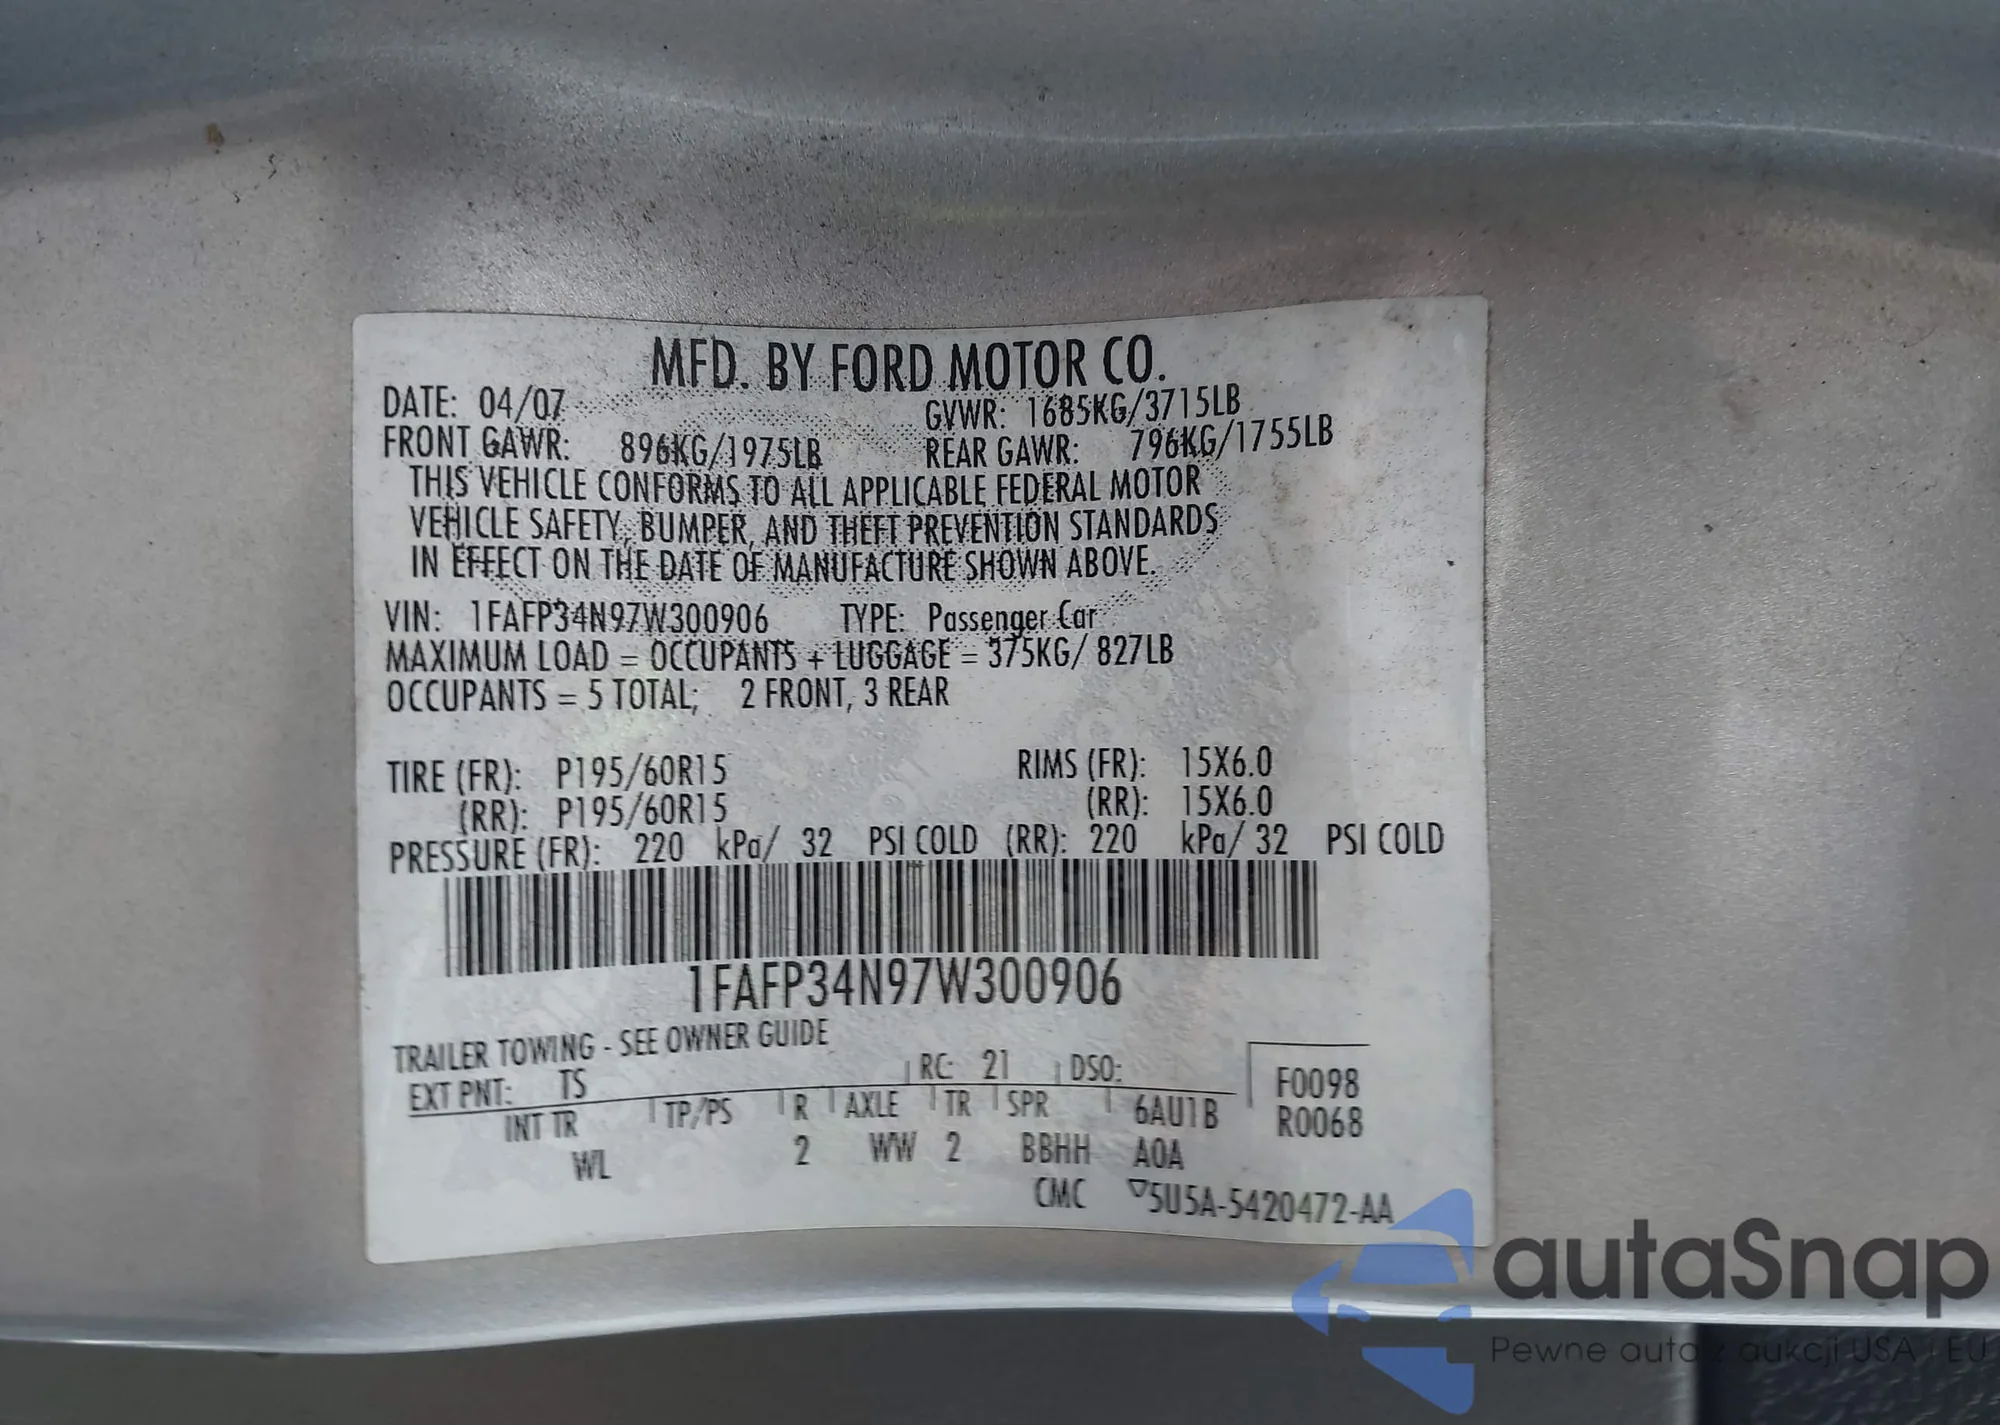 MFD. BY FORD MOTOR CO.
DATE: 04/07 GVWR: 1685KG/3715LB
FRONT GAWR: 896KG/1975LB REAR GAWR: 796KG/1755LB
THIS VEHICLE CONFORMS TO ALL APPLICABLE FEDERAL MOTOR
VEHICLE SAFETY, BUMPER, AND THEFT PREVENTION STANDARDS
IN EFFECT ON THE DATE OF MANUFACTURE SHOWN ABOVE.
VIN: 1FAFP34N97W300906 TYPE: Passenger Car
MAXIMUM LOAD = OCCUPANTS + LUGGAGE = 375KG/ 827LB
OCCUPANTS = 5 TOTAL; 2 FRONT, 3 REAR
TIRE (FR): P195/60R15 RIMS (FR): 15X6.0
(RR): P195/60R15 (RR): 15X6.0
PRESSURE (FR): 220 kPa/ 32 PSI COLD (RR): 220 kPa/ 32 PSI COLD
1FAFP34N97W300906
TRAILER TOWING - SEE OWNER GUIDE
EXT PNT: TS RC: 21 DSO: F0098
INT TR TP/PS R AXLE TR SPR 6AU1B R0068
WL 2 WW 2 BBHH A0A
CMC ▽5U5A-5420472-AA
autaSnap
Pewne auta z aukcji USA i EU